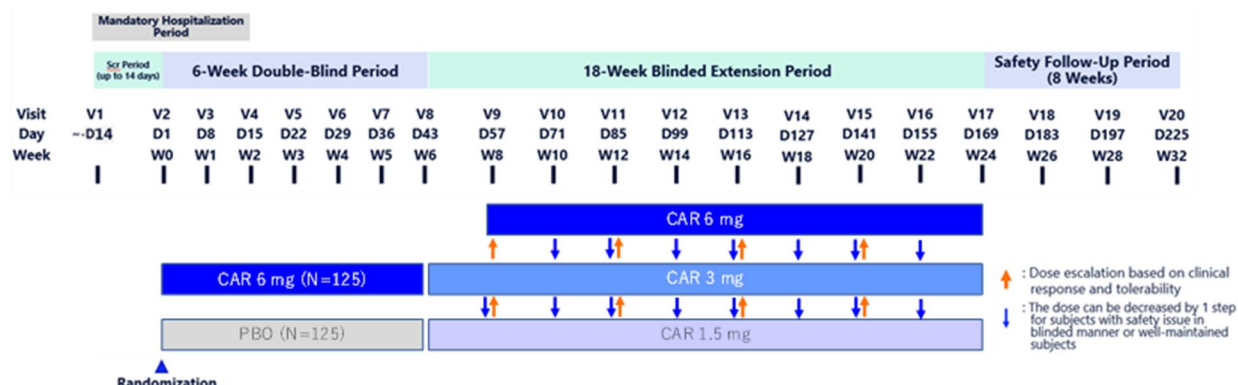 Mandatory Hospitalization
Period
Scr Period
(up to 14 days)
6-Week Double-Blind Period
18-Week Blinded Extension Period
Safety Follow-Up Period
(8 Weeks)
Visit V1 V2 V3 V4 V5 V6 V7 V8 V9 V10 V11 V12 V13 V14 V15 V16 V17 V18 V19 V20
Day ~-D14 D1 D8 D15 D22 D29 D36 D43 D57 D71 D85 D99 D113 D127 D141 D155 D169 D183 D197 D225
Week W0 W1 W2 W3 W4 W5 W6 W8 W10 W12 W14 W16 W18 W20 W22 W24 W26 W28 W32
CAR 6 mg
CAR 6 mg (N=125)
CAR 3 mg
PBO (N=125)
CAR 1.5 mg
: Dose escalation based on clinical
response and tolerability
: The dose can be decreased by 1 step
for subjects with safety issue in
blinded manner or well-maintained
subjects
Randomization